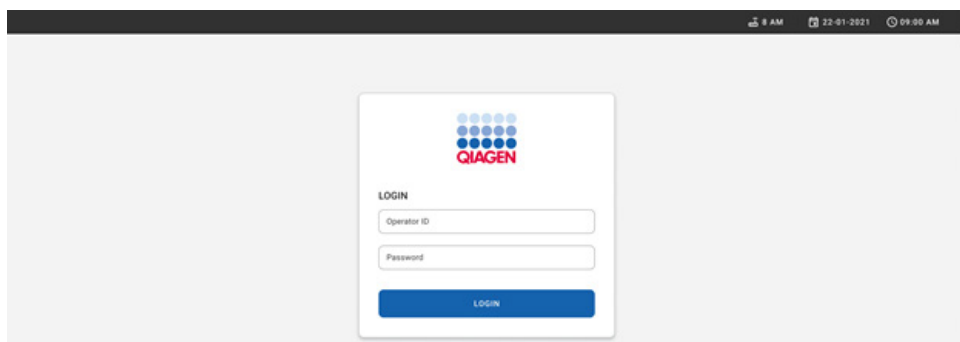 8 AM 22-01-2021 09:00 AM
QIAGEN
LOGIN
Operator ID
Password
LOGIN